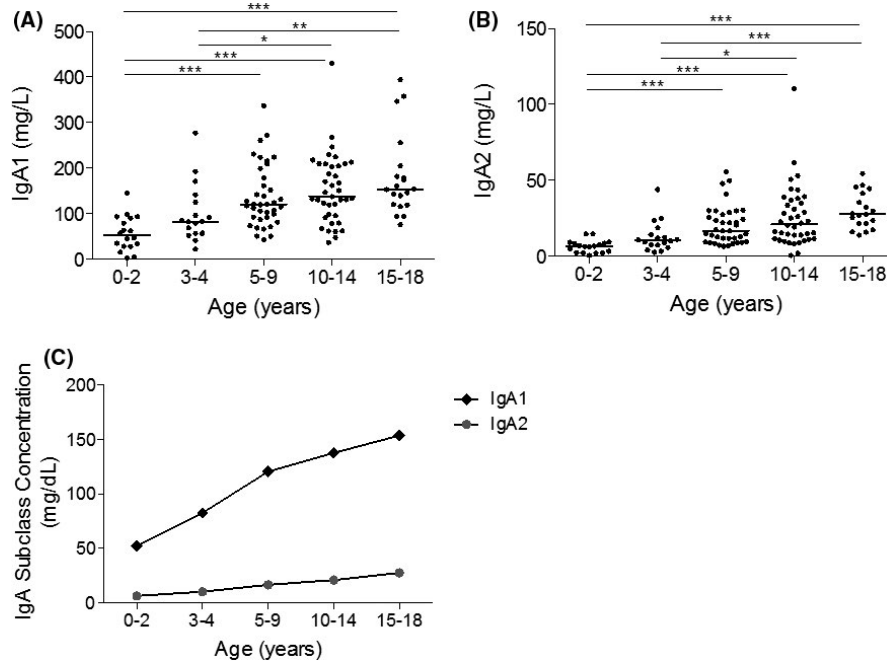 (A)
***
**
*
***
***
500
400
300
200
100
0
IgA1 (mg/L)
0-2 3-4 5-9 10-14 15-18
Age (years)
(B)
***
***
*
***
***
150
100
50
0
IgA2 (mg/L)
0-2 3-4 5-9 10-14 15-18
Age (years)
(C)
200
150
100
50
0
IgA Subclass Concentration
(mg/dL)
0-2 3-4 5-9 10-14 15-18
Age (years)
IgA1
IgA2